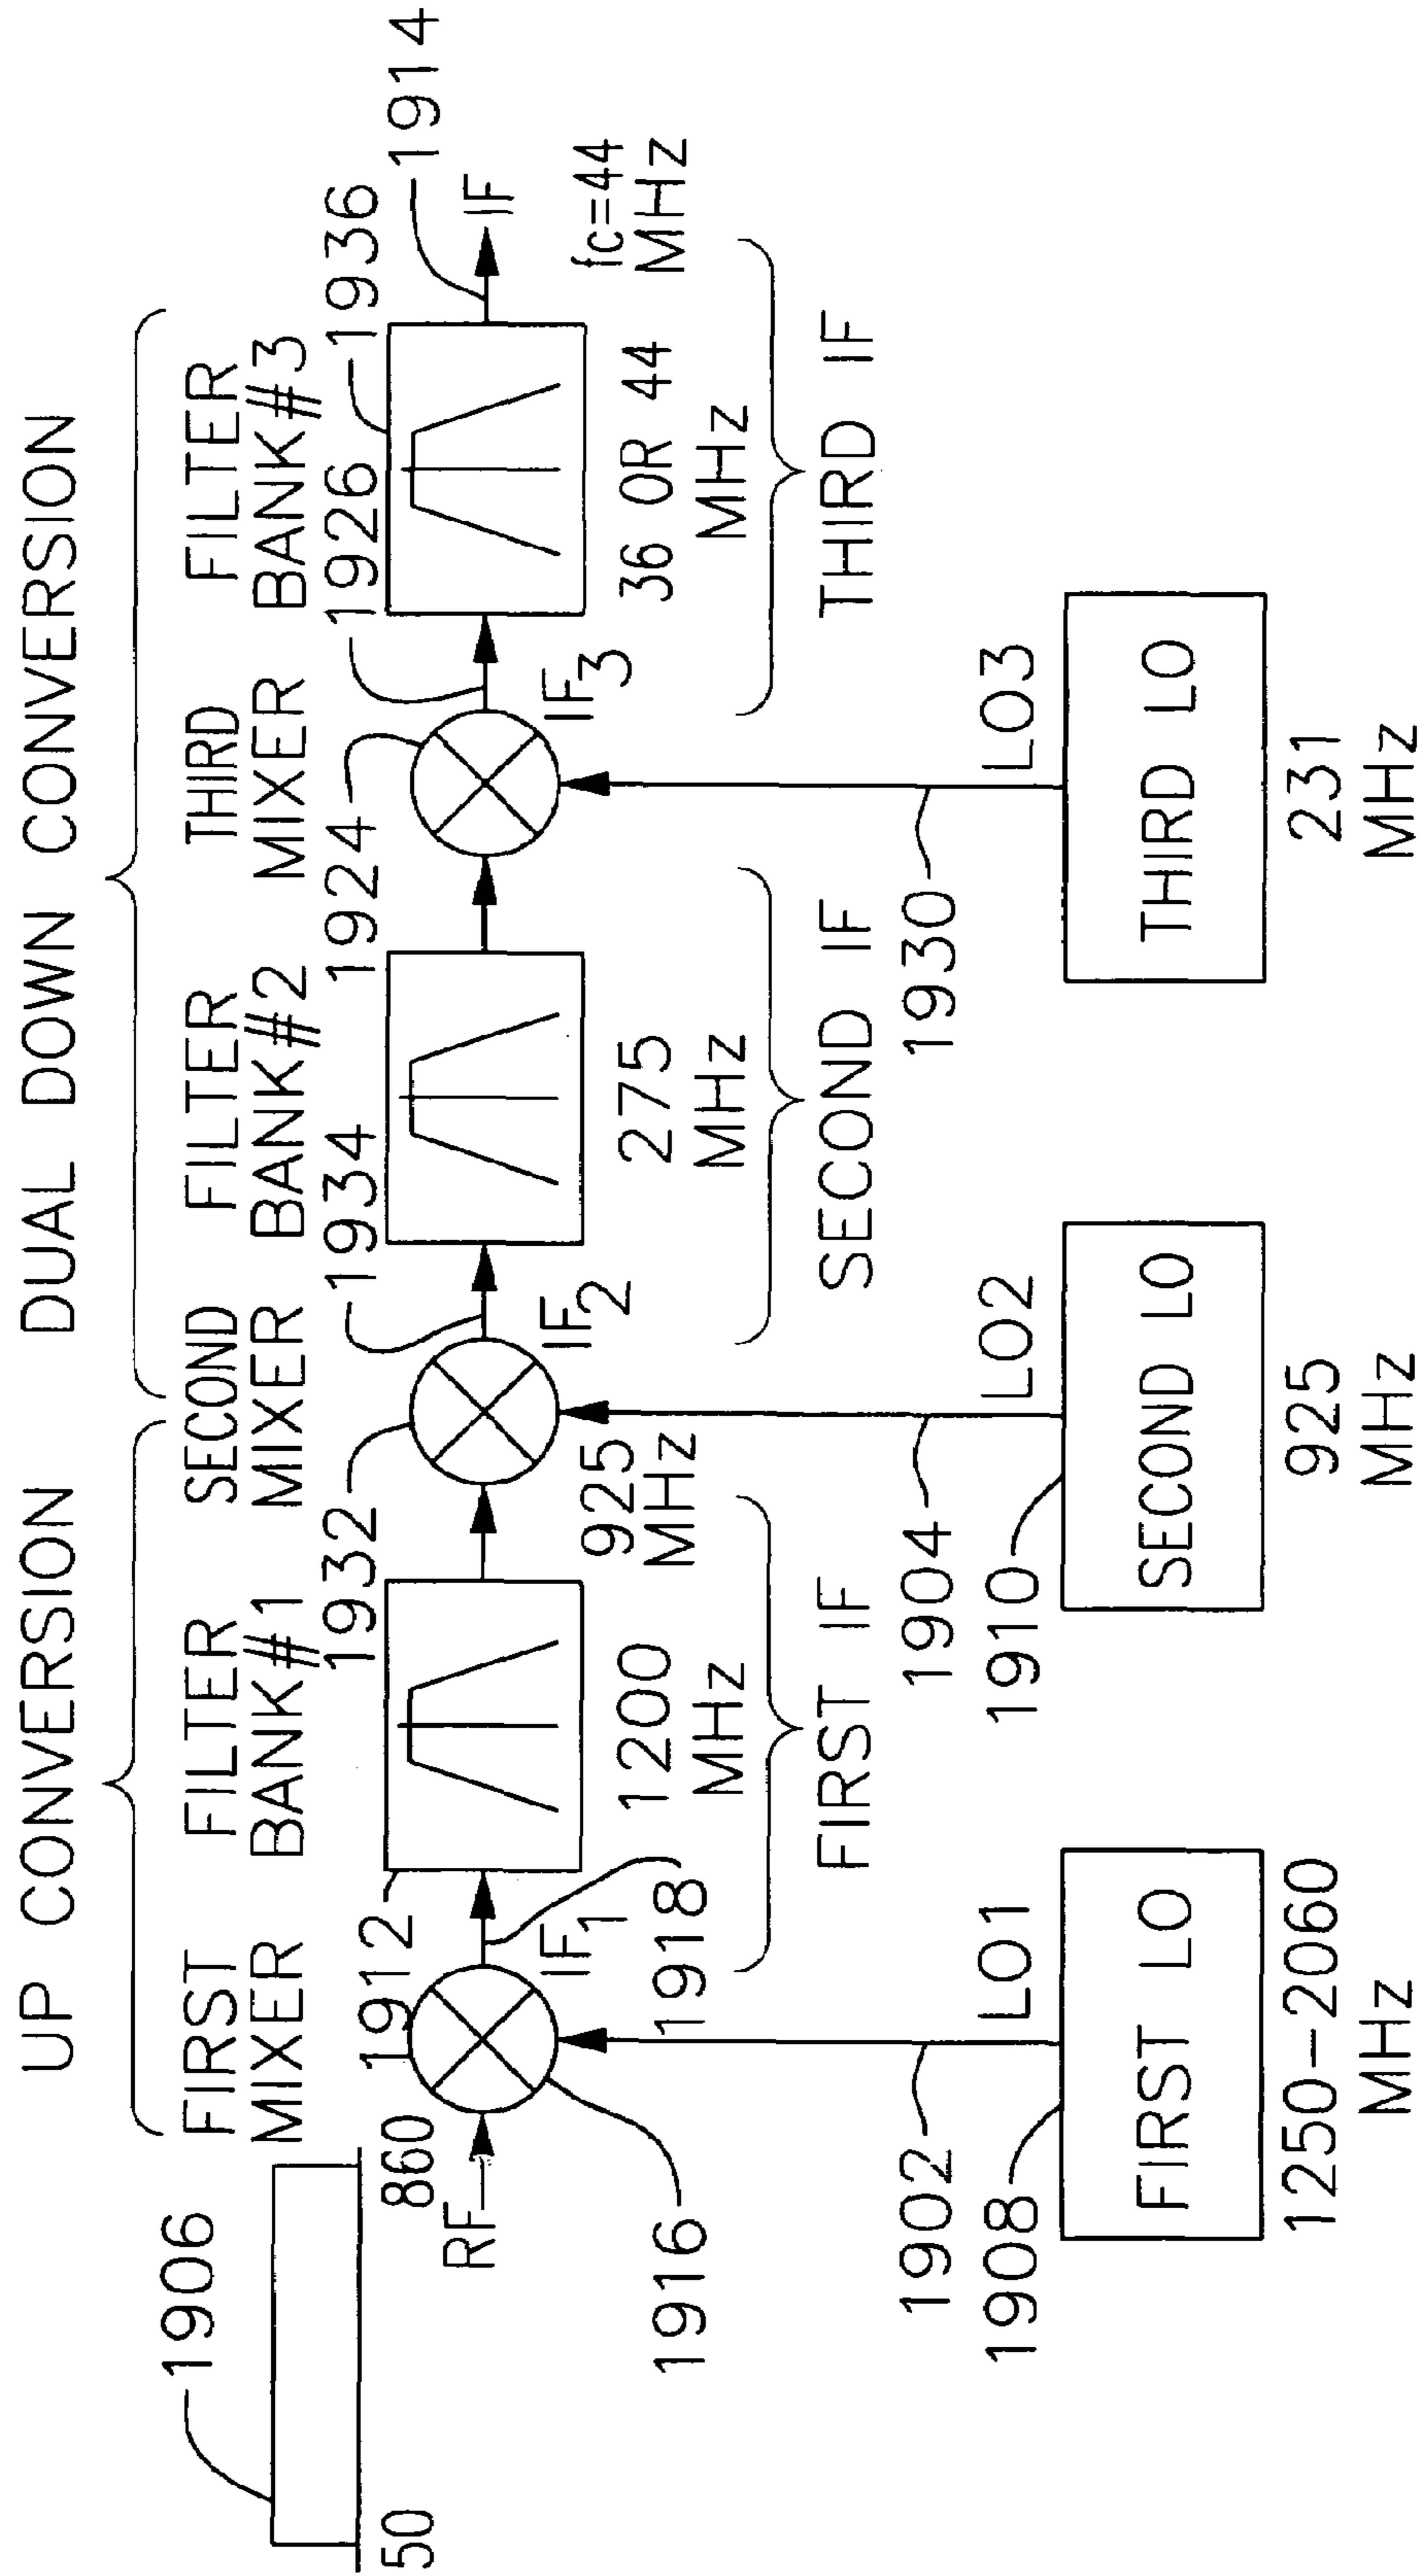 UP CONVERSION
DUAL DOWN CONVERSION
1906
50
860
FIRST
MIXER
FILTER
BANK#1
SECOND
MIXER
FILTER
BANK#2
THIRD
MIXER
FILTER
BANK#3
1912
1932
1934
1924
1926
1936
1914
RF
IF1
IF2
IF3
IF
1916
1918
1200
MHz
925
MHz
275
MHz
36 OR 44
MHz
fc=44
MHz
FIRST IF
SECOND IF
THIRD IF
1902
LO1
1904
LO2
1930
LO3
1908
1910
FIRST LO
SECOND LO
THIRD LO
1250-2060
MHz
925
MHz
231
MHz